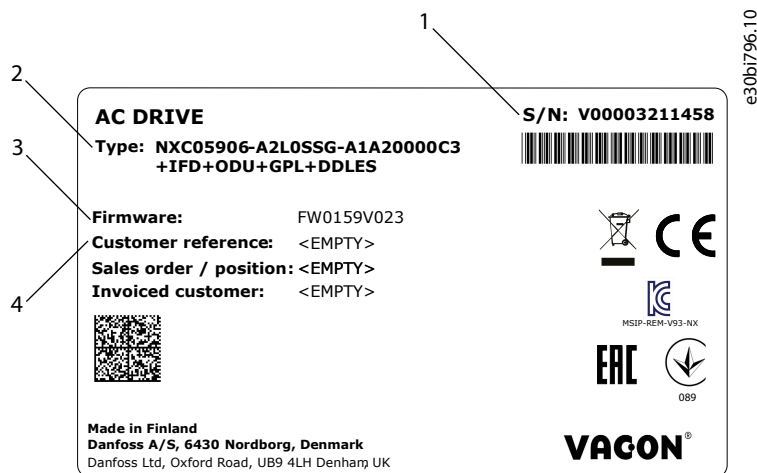 e30bi796.10
1
2
3
4
AC DRIVE
S/N: V00003211458
Type: NXC05906-A2L0SSG-A1A20000C3
+IFD+ODU+GPL+DDLES
Firmware: FW0159V023
Customer reference: <EMPTY>
Sales order / position: <EMPTY>
Invoiced customer: <EMPTY>
CE
MSIP-REM-V93-NX
EAC
089
Made in Finland
Danfoss A/S, 6430 Nordborg, Denmark
Danfoss Ltd, Oxford Road, UB9 4LH Denham, UK
VACON®